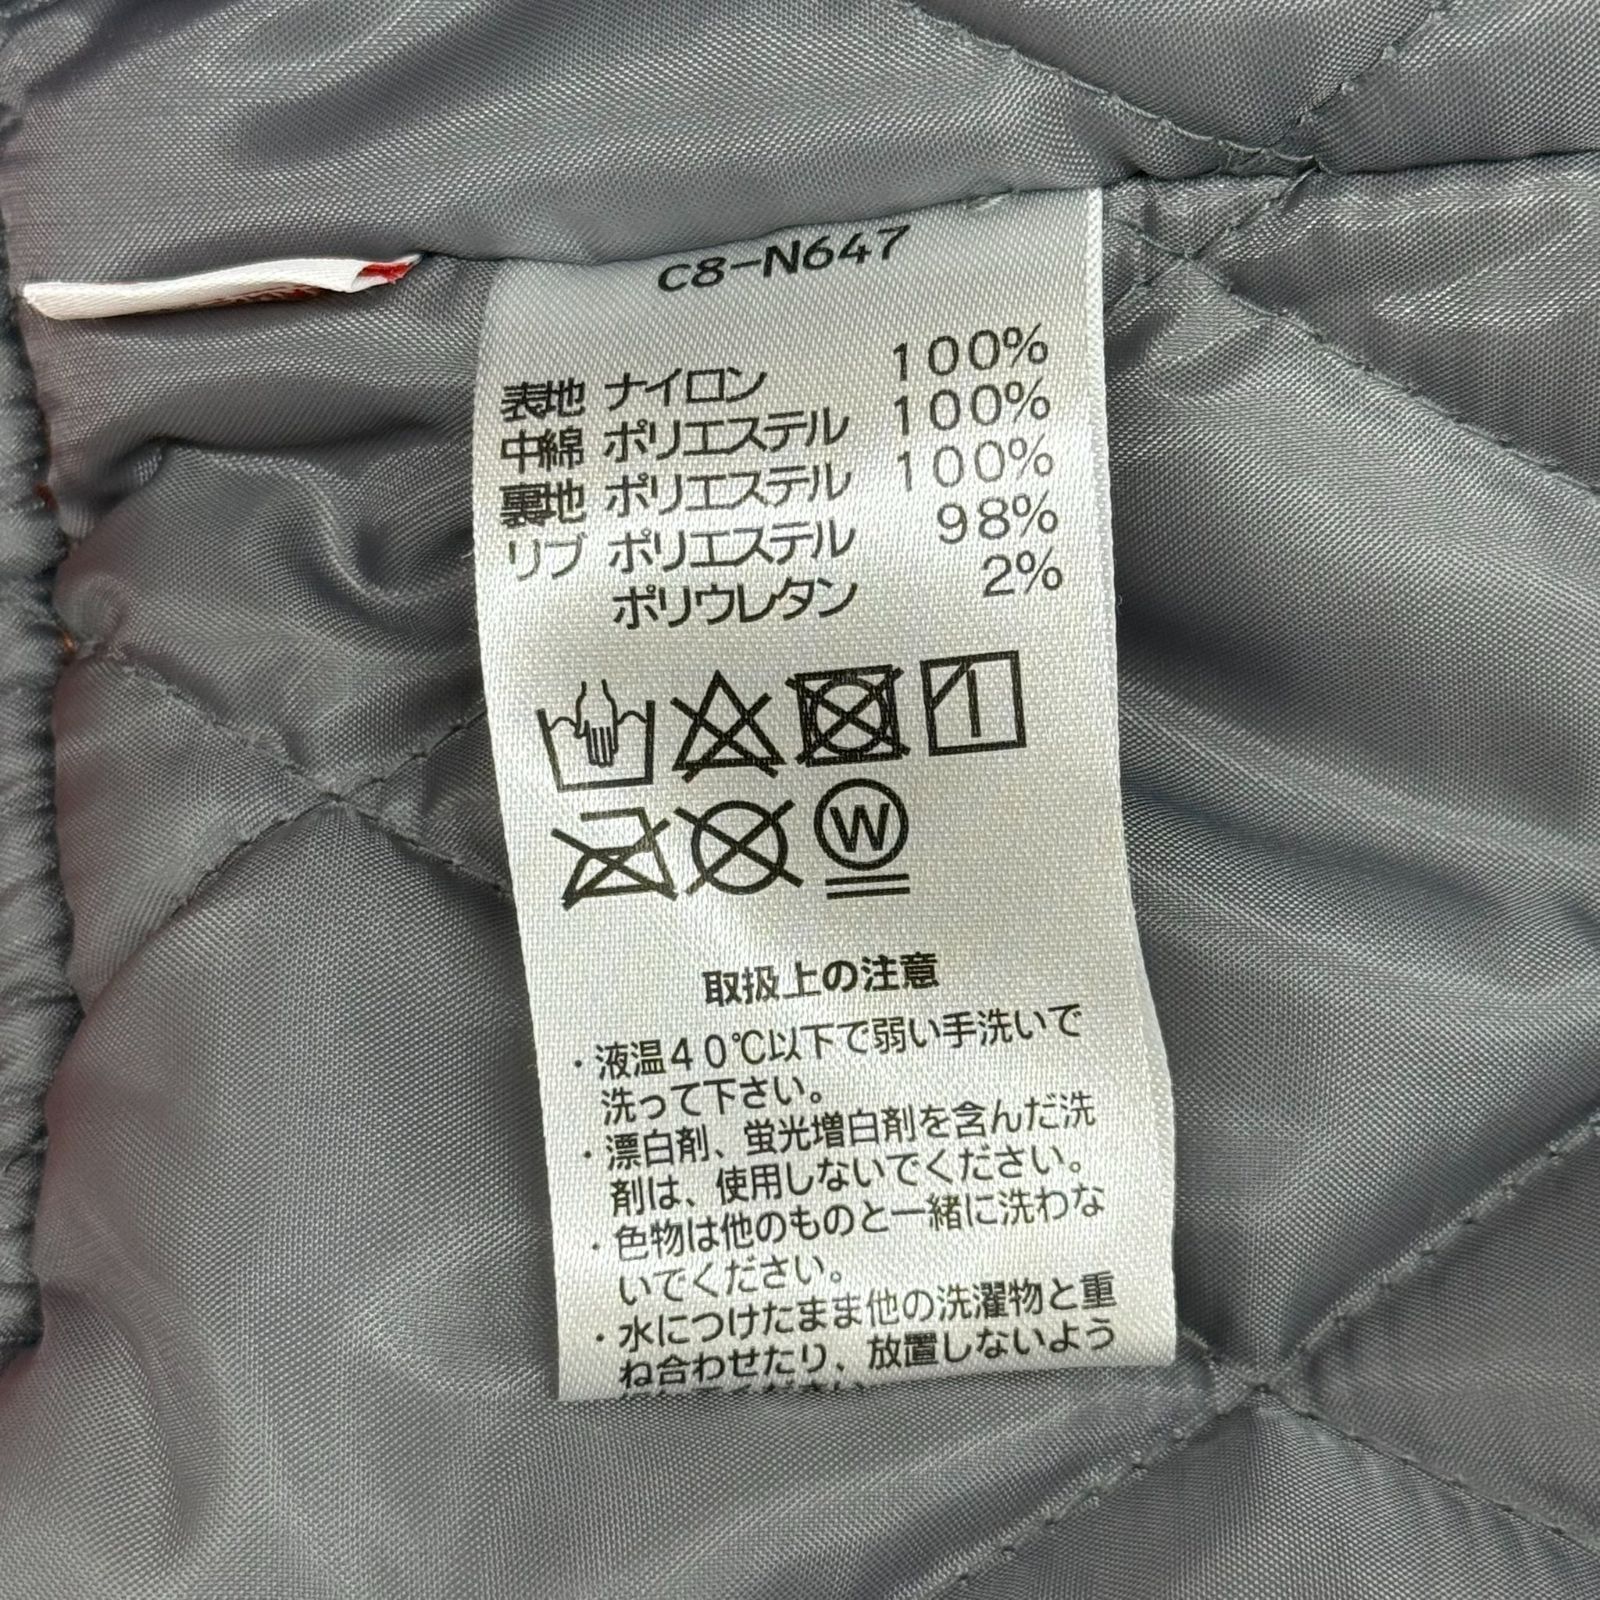 C8-N647
表地 ナイロン 100%
中綿 ポリエステル 100%
裏地 ポリエステル 100%
リブ ポリエステル 98%
ポリウレタン 2%
W
取扱上の注意
・液温40℃以下で弱い手洗いで
洗って下さい。
・漂白剤、蛍光増白剤を含んだ洗
剤は、使用しないでください。
・色物は他のものと一緒に洗わな
いでください。
・水につけたまま他の洗濯物と重
ね合わせたり、放置しないよう